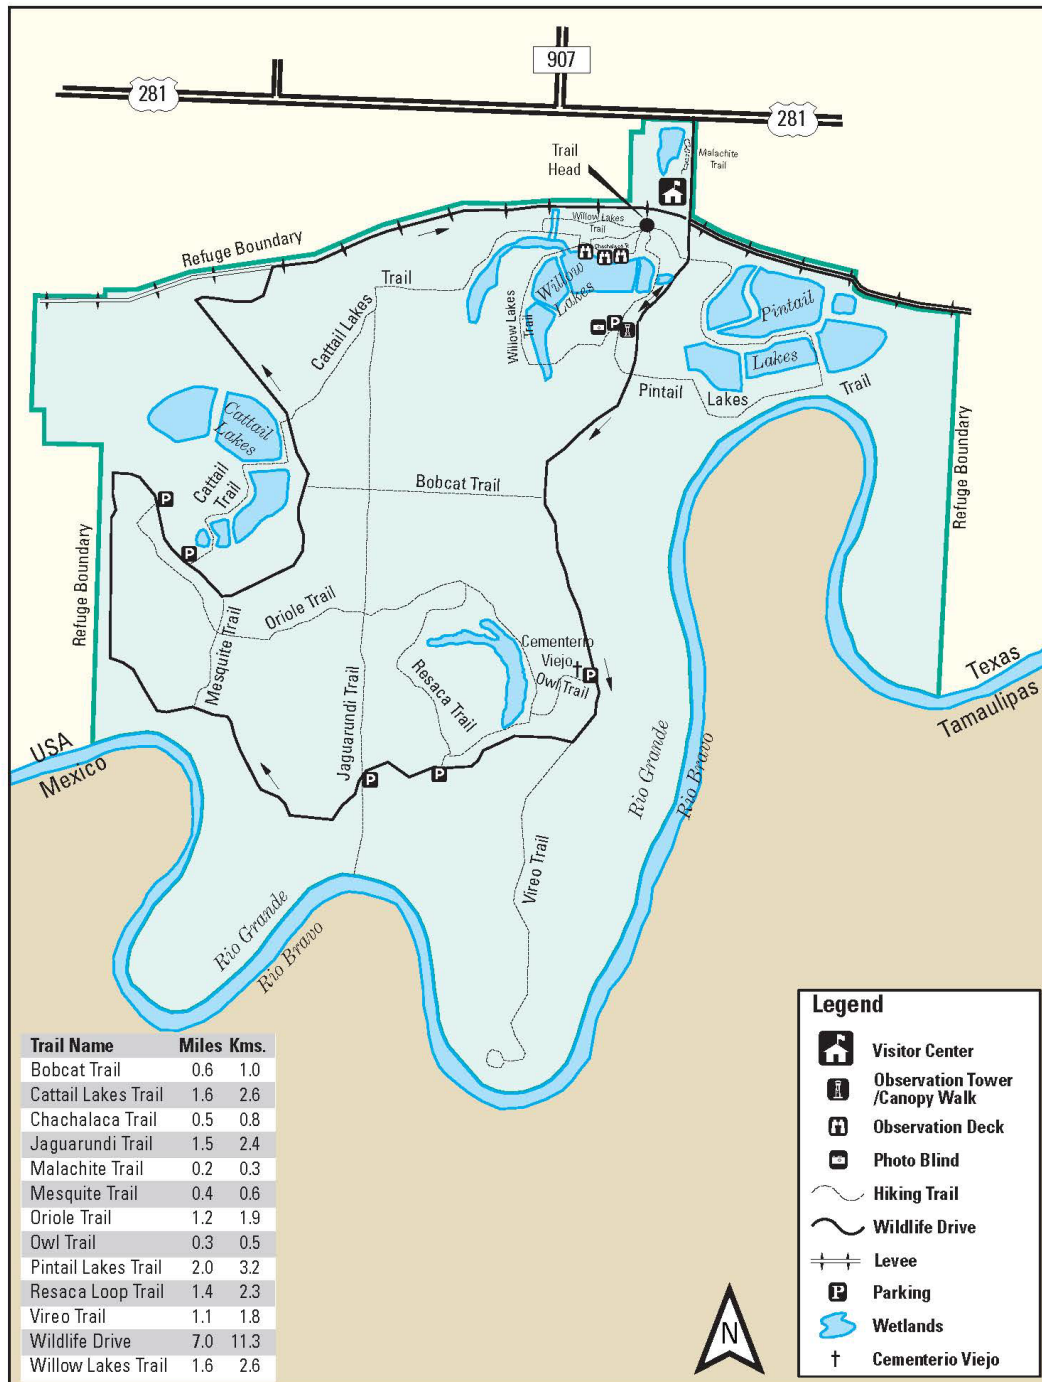 907
281
281
Trail
Head
Malachite
Trail
Willow Lakes
Trail
Refuge Boundary
Trail
Cattail Lakes
Willow
Lakes
Willow Lakes
Trail
Pintail
Lakes
Pintail
Lakes
Trail
Cattail
Lakes
Cattail
Trail
P
P
P
Bobcat Trail
Refuge Boundary
Refuge Boundary
Oriole Trail
Mesquite Trail
Jaguarundi Trail
Resaca Trail
Cementerio
Viejo
Owl Trail
P
P
P
Vireo Trail
USA
Mexico
Texas
Tamaulipas
Rio Grande
Rio Bravo
Rio Grande
Rio Bravo
Trail Name Miles Kms.
Bobcat Trail 0.6 1.0
Cattail Lakes Trail 1.6 2.6
Chachalaca Trail 0.5 0.8
Jaguarundi Trail 1.5 2.4
Malachite Trail 0.2 0.3
Mesquite Trail 0.4 0.6
Oriole Trail 1.2 1.9
Owl Trail 0.3 0.5
Pintail Lakes Trail 2.0 3.2
Resaca Loop Trail 1.4 2.3
Vireo Trail 1.1 1.8
Wildlife Drive 7.0 11.3
Willow Lakes Trail 1.6 2.6
N
Legend
Visitor Center
Observation Tower
/Canopy Walk
Observation Deck
Photo Blind
Hiking Trail
Wildlife Drive
Levee
P Parking
Wetlands
Cementerio Viejo